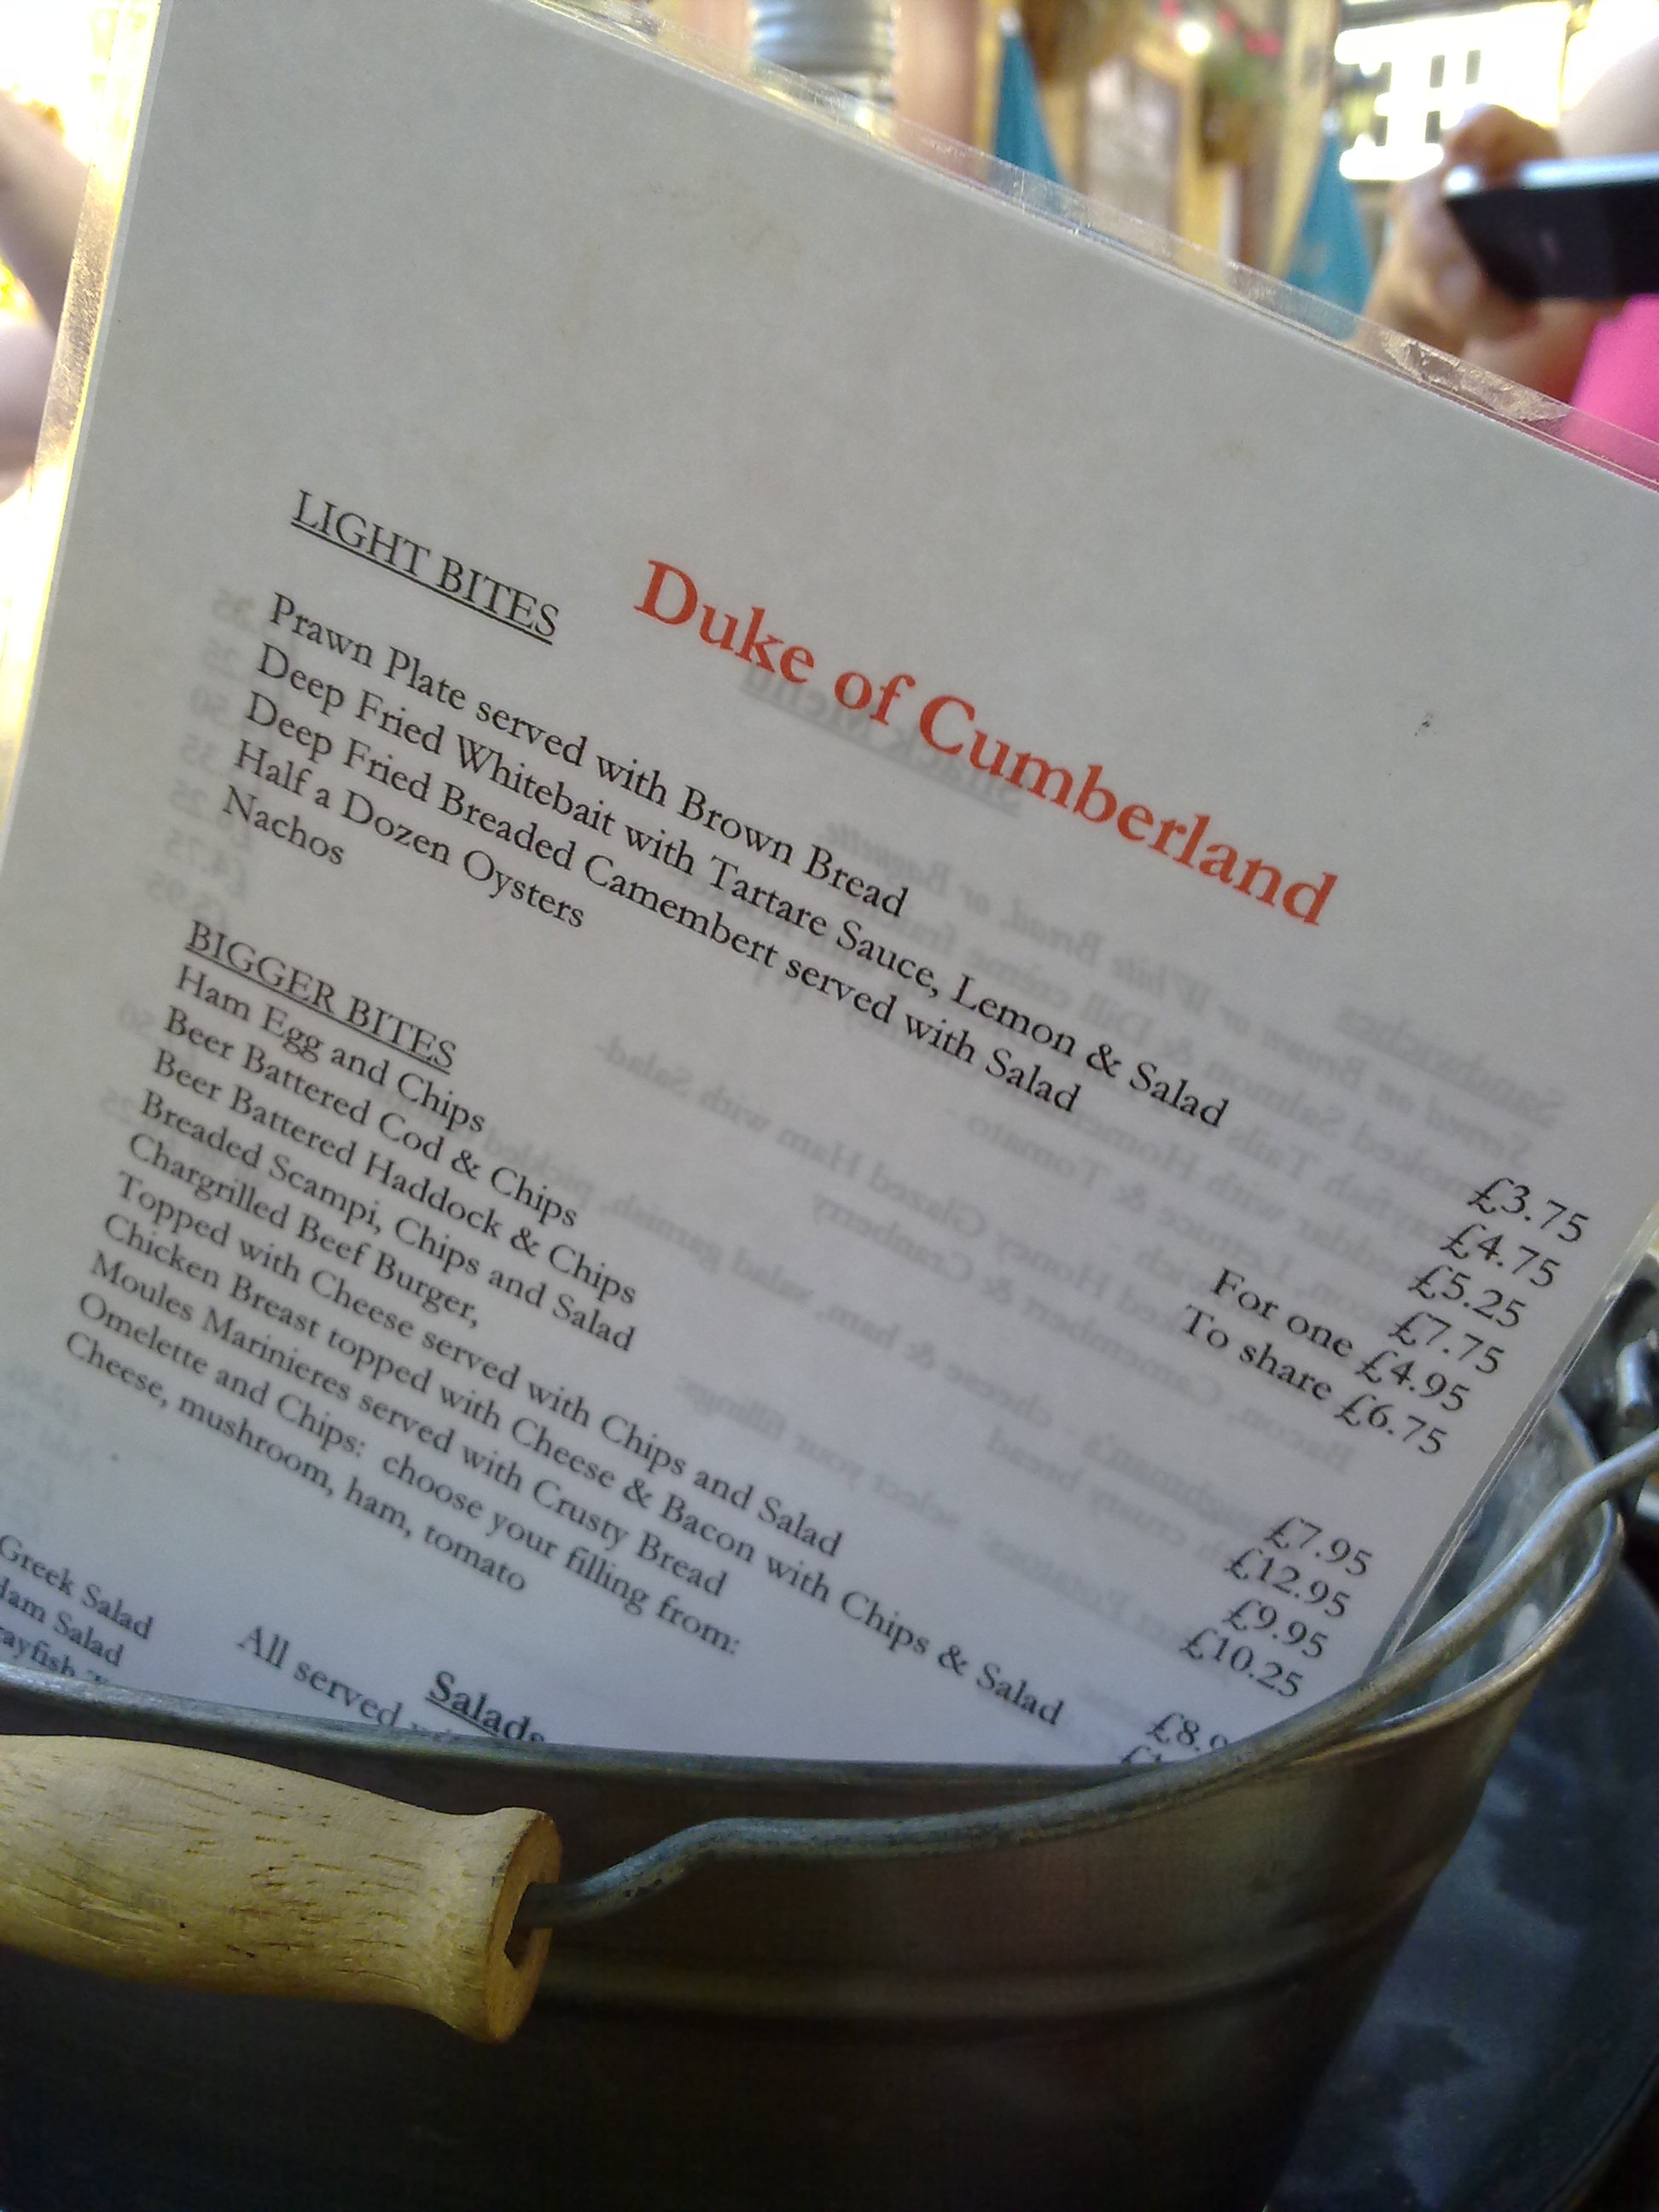 Duke of Cumberland
LIGHT BITES
Prawn Plate served with Brown Bread £3.75
Deep Fried Whitebait with Tartare Sauce, Lemon & Salad £4.75
Deep Fried Breaded Camembert served with Salad £5.25
Half a Dozen Oysters £7.75
Nachos For one £4.95
To share £6.75
BIGGER BITES
Ham Egg and Chips £7.95
Beer Battered Cod & Chips £12.95
Beer Battered Haddock & Chips £9.95
Breaded Scampi, Chips and Salad £10.25
Chargrilled Beef Burger,
Topped with Cheese served with Chips and Salad
Chicken Breast topped with Cheese & Bacon with Chips & Salad
Moules Marinieres served with Crusty Bread
Omelette and Chips: choose your filling from:
Cheese, mushroom, ham, tomato
Salads
All served
Greek Salad
Ham Salad